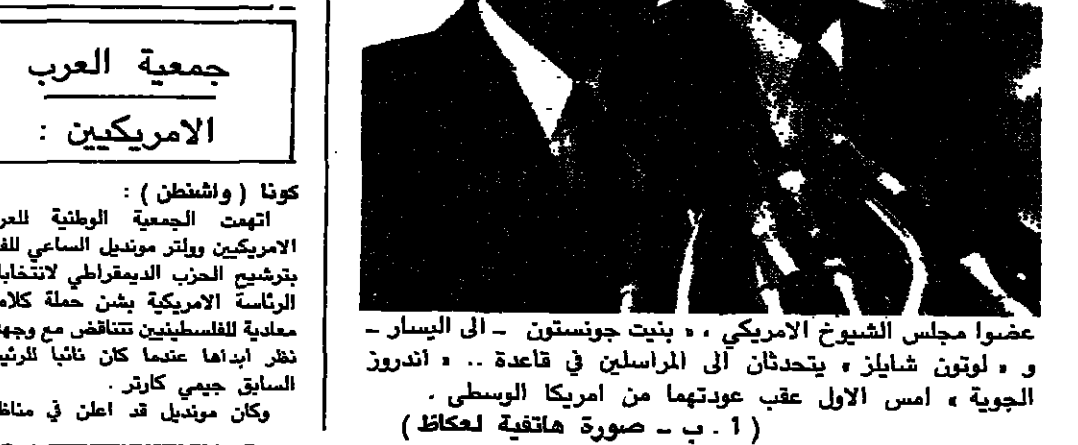 جمعية العرب
الامريكيين :
كونا ( واشنطن ) :
اتهمت الجمعية الوطنية للعر
الامريكيين وولتر مونديل الساعي للف
بترشيح الحزب الديمقراطي لانتخابا
الرئاسة الامريكية بشن حملة كلام
معادية للفلسطينيين تتناقض مع وجه
نظر ابداها عندما كان نائبا للرئي
السابق جيمي كارتر .
وكان مونديل قد اعلن في مناظ
عضوا مجلس الشيوخ الامريكي ، « بنيت جونستون - الى اليسار -
و « لوتون شايلز » يتحدثان الى المراسلين في قاعدة .. « اندروز
الجوية » امس الاول عقب عودتهما من امريكا الوسطى .
( أ . ب - صورة هاتفية لعكاظ )